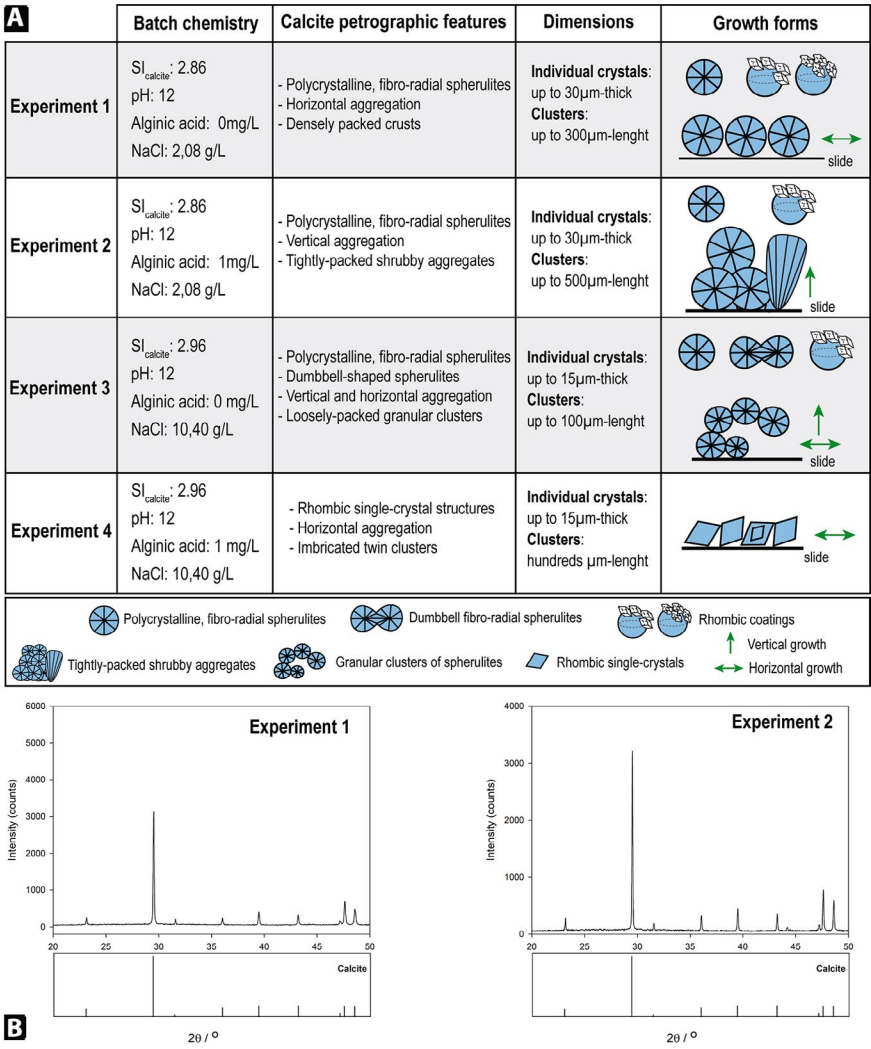 A
Batch chemistry
Calcite petrographic features
Dimensions
Growth forms
Experiment 1
SIcalcite: 2.86
pH: 12
Alginic acid: 0mg/L
NaCl: 2,08 g/L
- Polycrystalline, fibro-radial spherulites
- Horizontal aggregation
- Densely packed crusts
Individual crystals:
up to 30µm-thick
Clusters:
up to 300µm-lenght
slide
Experiment 2
SIcalcite: 2.86
pH: 12
Alginic acid: 1mg/L
NaCl: 2,08 g/L
- Polycrystalline, fibro-radial spherulites
- Vertical aggregation
- Tightly-packed shrubby aggregates
Individual crystals:
up to 30µm-thick
Clusters:
up to 500µm-lenght
slide
Experiment 3
SIcalcite: 2.96
pH: 12
Alginic acid: 0 mg/L
NaCl: 10,40 g/L
- Polycrystalline, fibro-radial spherulites
- Dumbbell-shaped spherulites
- Vertical and horizontal aggregation
- Loosely-packed granular clusters
Individual crystals:
up to 15µm-thick
Clusters:
up to 100µm-lenght
slide
Experiment 4
SIcalcite: 2.96
pH: 12
Alginic acid: 1 mg/L
NaCl: 10,40 g/L
- Rhombic single-crystal structures
- Horizontal aggregation
- Imbricated twin clusters
Individual crystals:
up to 15µm-thick
Clusters:
hundreds µm-lenght
slide
Polycrystalline, fibro-radial spherulites
Dumbbell fibro-radial spherulites
Rhombic coatings
Vertical growth
Tightly-packed shrubby aggregates
Granular clusters of spherulites
Rhombic single-crystals
Horizontal growth
Experiment 1
Intensity (counts)
6000
5000
4000
3000
2000
1000
0
20 25 30 35 40 45 50
Calcite
2θ / °
Experiment 2
Intensity (counts)
4000
3000
2000
1000
0
20 25 30 35 40 45 50
Calcite
2θ / °
B